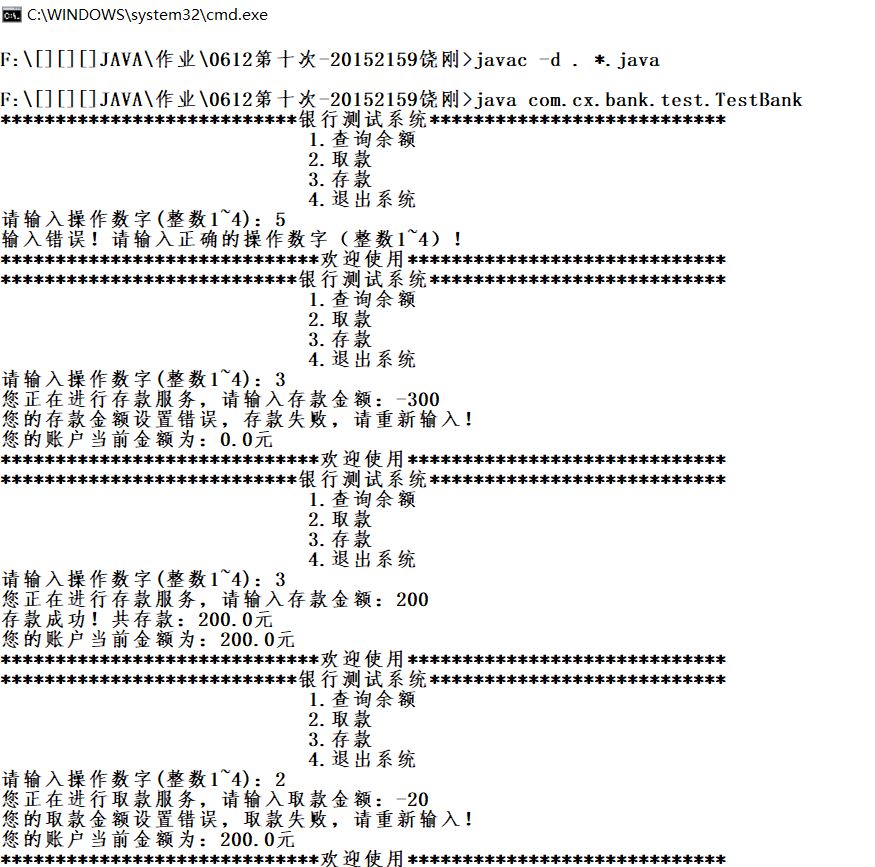 C:\WINDOWS\system32\cmd.exe
F:\[][][]JAVA\作业\0612第十次-20152159饶刚>javac -d . *.java
F:\[][][]JAVA\作业\0612第十次-20152159饶刚>java com.cx.bank.test.TestBank
***************************银行测试系统***************************
1.查询余额
2.取款
3.存款
4.退出系统
请输入操作数字(整数1~4): 5
输入错误！请输入正确的操作数字（整数1~4）！
*****************************欢迎使用*****************************
***************************银行测试系统***************************
1.查询余额
2.取款
3.存款
4.退出系统
请输入操作数字(整数1~4): 3
您正在进行存款服务，请输入存款金额：-300
您的存款金额设置错误，存款失败，请重新输入！
您的账户当前金额为：0.0元
*****************************欢迎使用*****************************
***************************银行测试系统***************************
1.查询余额
2.取款
3.存款
4.退出系统
请输入操作数字(整数1~4): 3
您正在进行存款服务，请输入存款金额：200
存款成功！共存款：200.0元
您的账户当前金额为：200.0元
*****************************欢迎使用*****************************
***************************银行测试系统***************************
1.查询余额
2.取款
3.存款
4.退出系统
请输入操作数字(整数1~4): 2
您正在进行取款服务，请输入取款金额：-20
您的取款金额设置错误，取款失败，请重新输入！
您的账户当前金额为：200.0元
*****************************欢迎使用*****************************